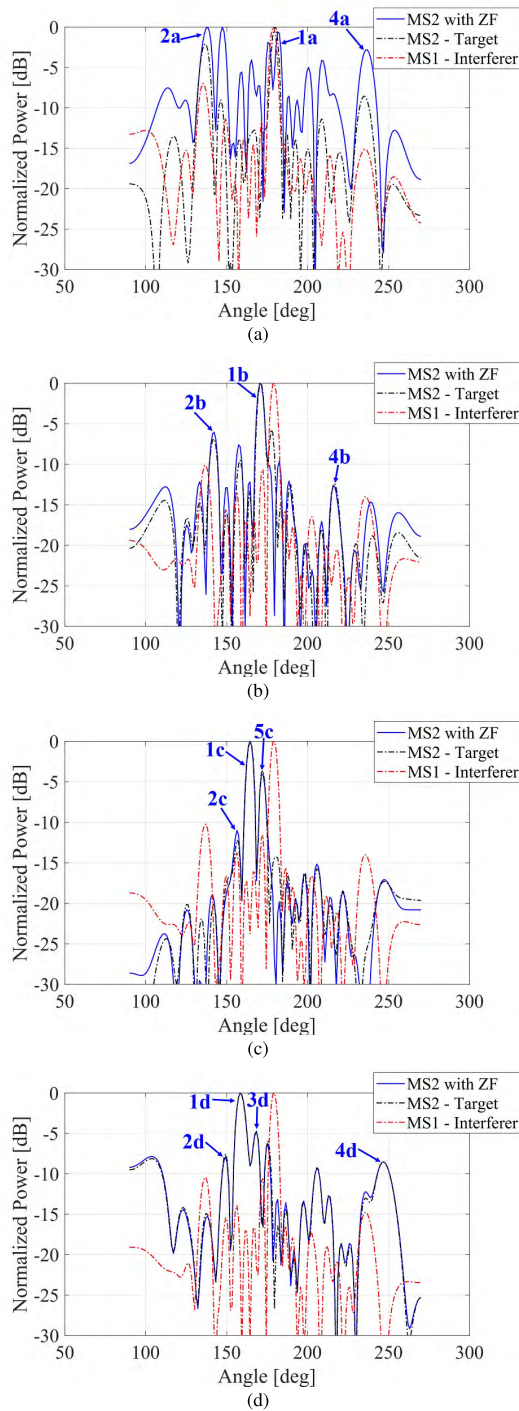 0
-5
-10
-15
-20
-25
-30
50
100
150
200
250
300
Normalized Power [dB]
Angle [deg]
MS2 with ZF
MS2 - Target
MS1 - Interferer
2a
1a
4a
(a)
0
-5
-10
-15
-20
-25
-30
50
100
150
200
250
300
Normalized Power [dB]
Angle [deg]
MS2 with ZF
MS2 - Target
MS1 - Interferer
1b
2b
4b
(b)
0
-5
-10
-15
-20
-25
-30
50
100
150
200
250
300
Normalized Power [dB]
Angle [deg]
MS2 with ZF
MS2 - Target
MS1 - Interferer
5c
1c
2c
(c)
0
-5
-10
-15
-20
-25
-30
50
100
150
200
250
300
Normalized Power [dB]
Angle [deg]
MS2 with ZF
MS2 - Target
MS1 - Interferer
1d
3d
2d
4d
(d)